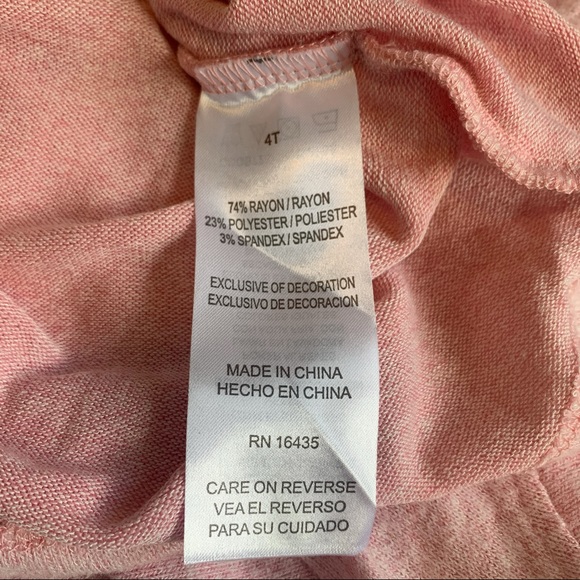 4T
74% RAYON / RAYON
23% POLYESTER / POLIESTER
3% SPANDEX / SPANDEX
EXCLUSIVE OF DECORATION
EXCLUSIVO DE DECORACION
MADE IN CHINA
HECHO EN CHINA
RN 16435
CARE ON REVERSE
VEA EL REVERSO
PARA SU CUIDADO